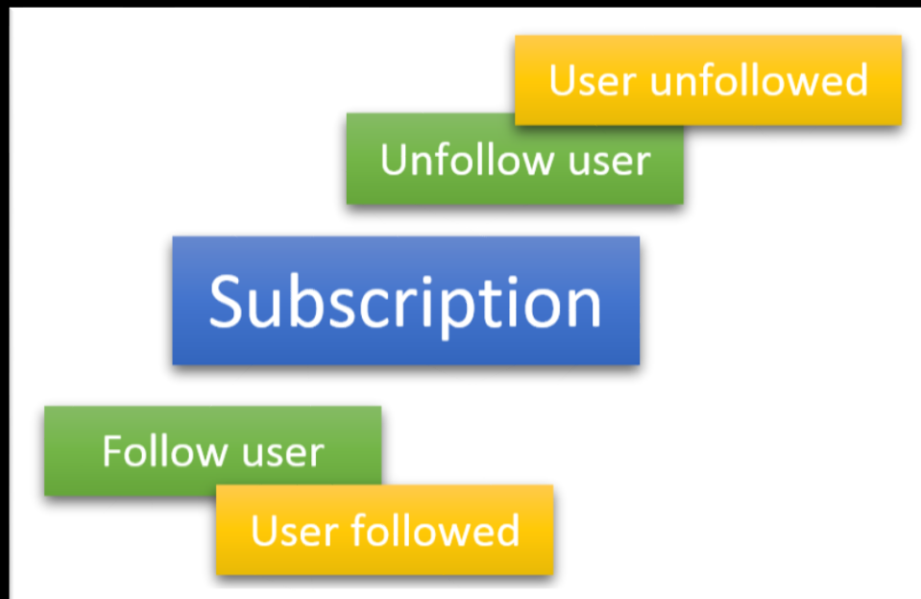 User unfollowed
Unfollow user
Subscription
Follow user
User followed